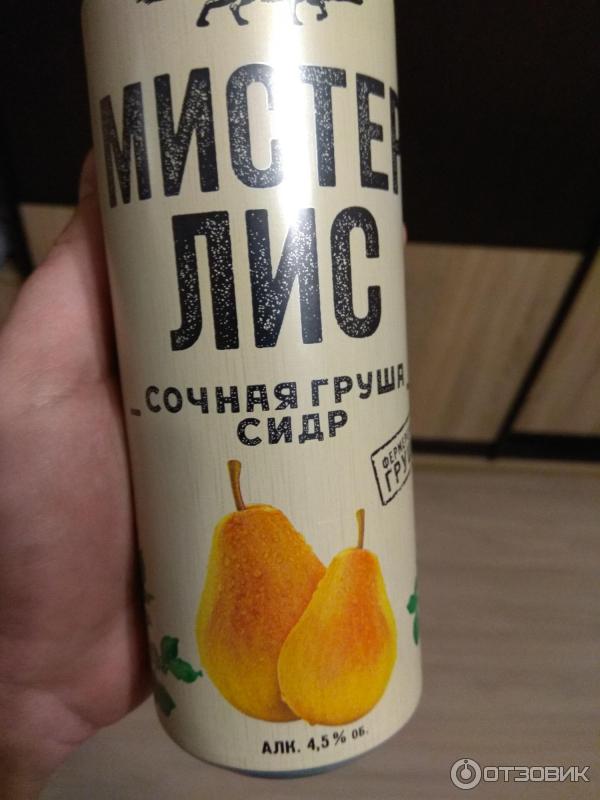 МИСТЕР
ЛИС
СОЧНАЯ ГРУША
СИДР
АЛК. 4,5% ОБ.
ОТЗОВИК